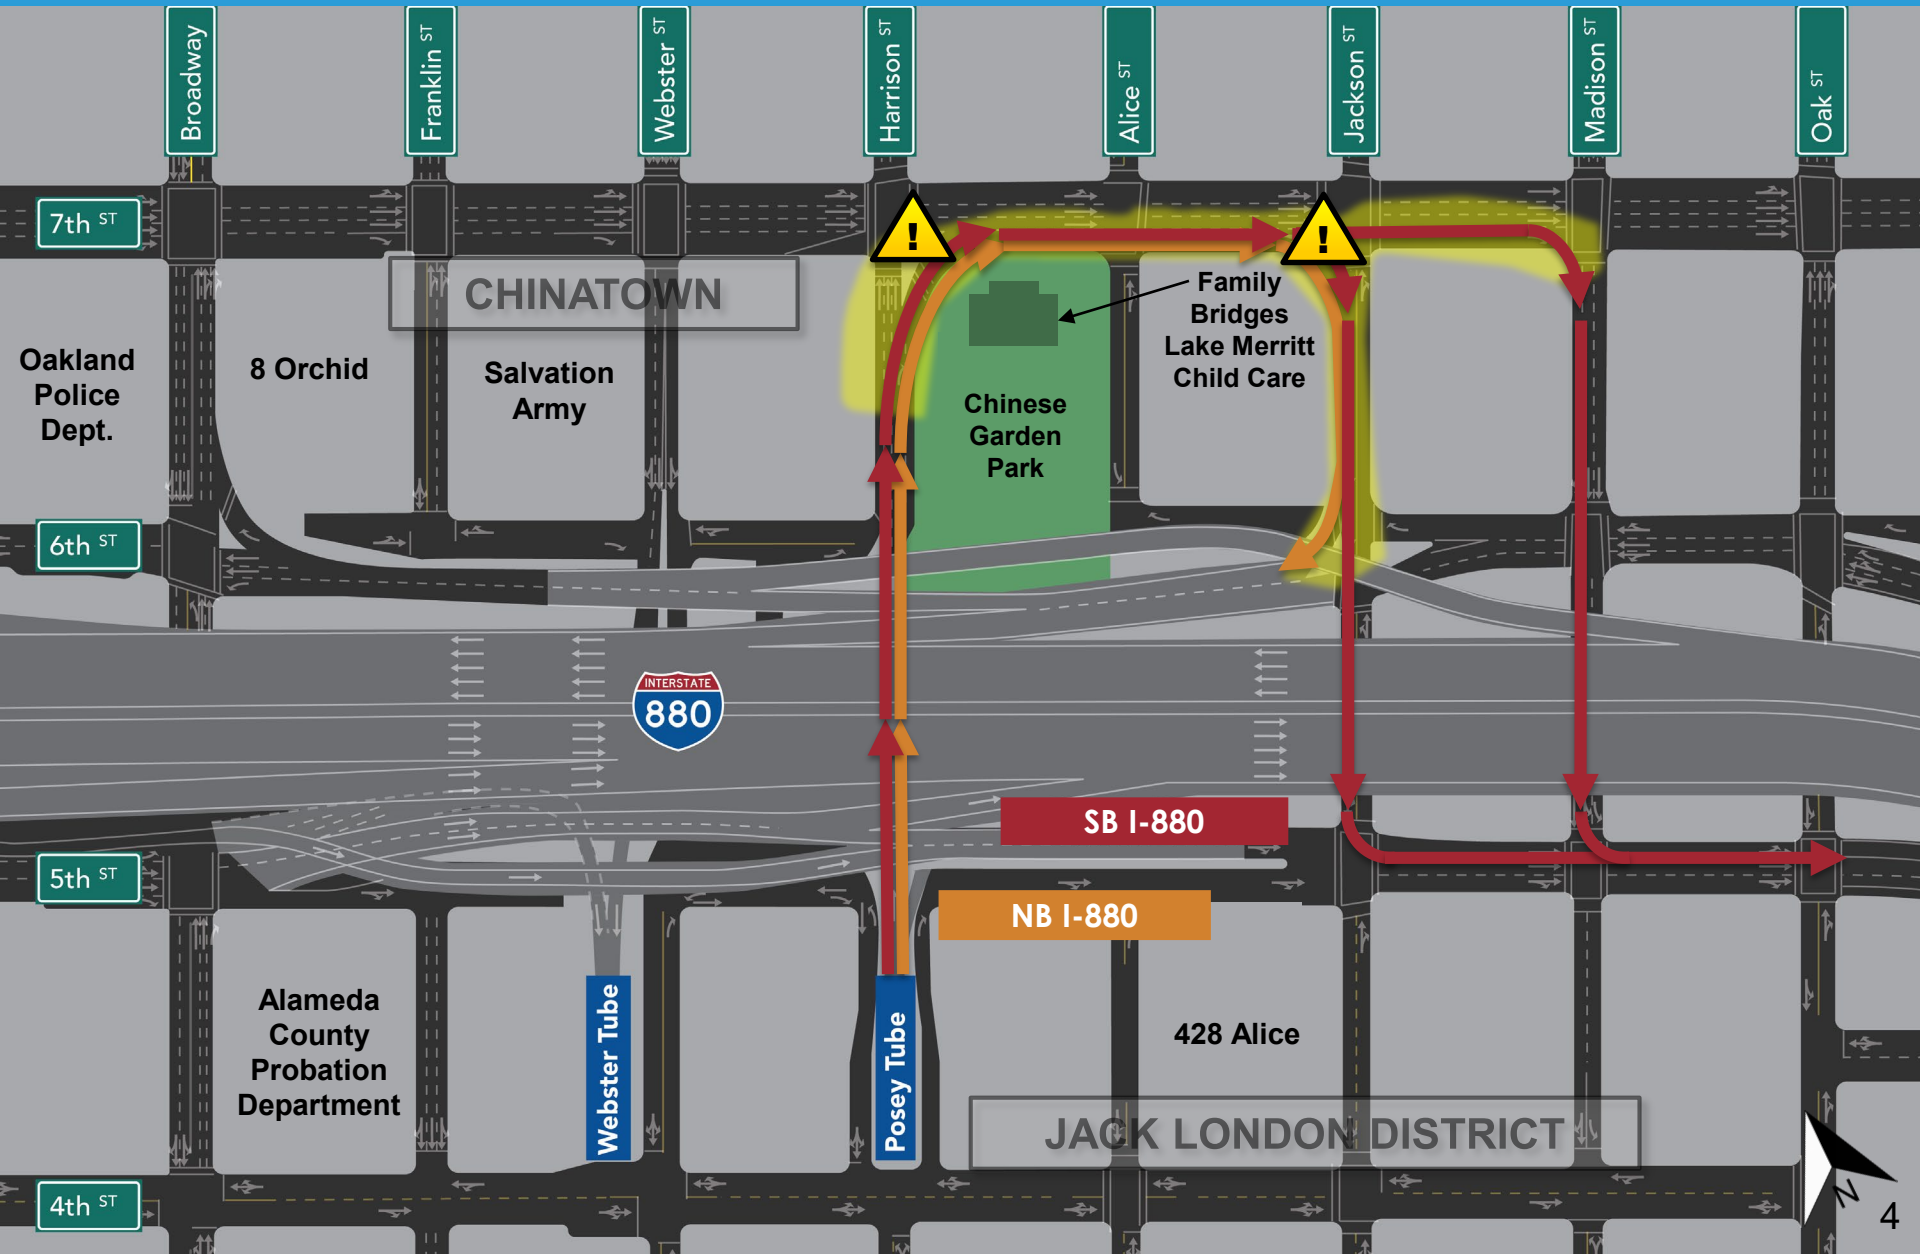 Broadway
Franklin ST
Webster ST
Harrison ST
Alice ST
Jackson ST
Madison ST
Oak ST
7th ST
!
!
CHINATOWN
Family
Bridges
Lake Merritt
Child Care
Oakland
Police
Dept.
8 Orchid
Salvation
Army
Chinese
Garden
Park
6th ST
INTERSTATE
880
SB I-880
5th ST
NB I-880
Alameda
County
Probation
Department
Webster Tube
Posey Tube
428 Alice
JACK LONDON DISTRICT
4th ST
N
4